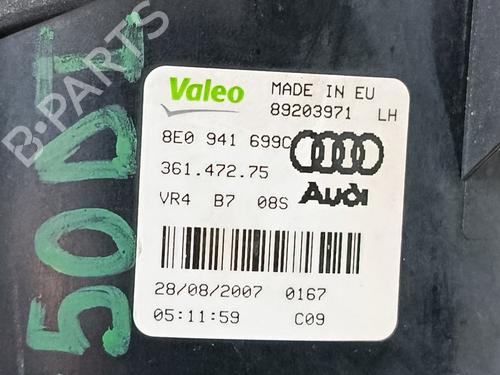 Valeo MADE IN EU
89203971 LH
8E0 941 699C
361.472.75
Audi
VR4 B7 08S
28/08/2007 0167
05:11:59 C09
50DI
B-PARTS